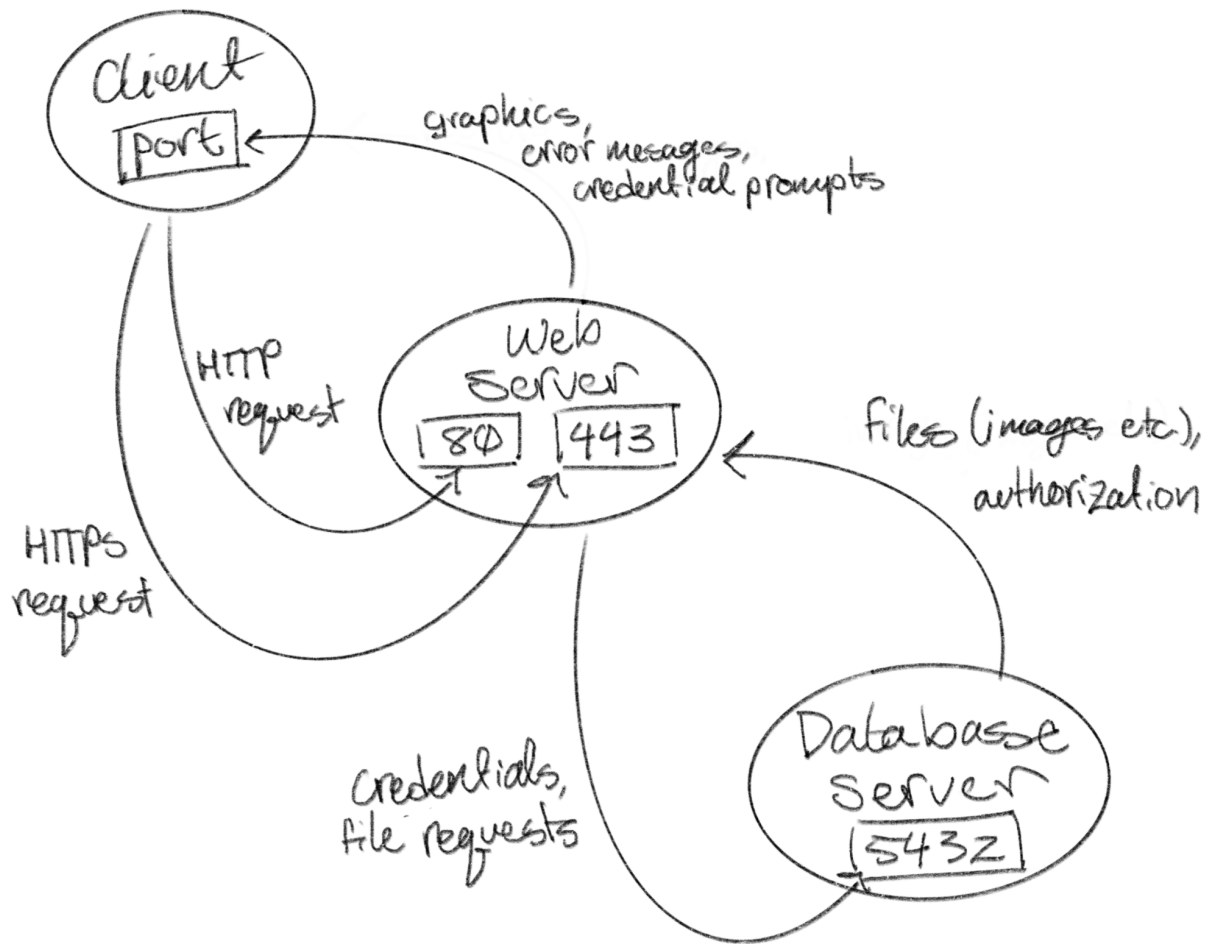 Client
port
graphics,
error mesages,
credential prompts
HTTP
request
Web
Server
80
443
HTTPS
request
files (images etc.),
authorization
credentials,
file requests
Databasse
server
5432